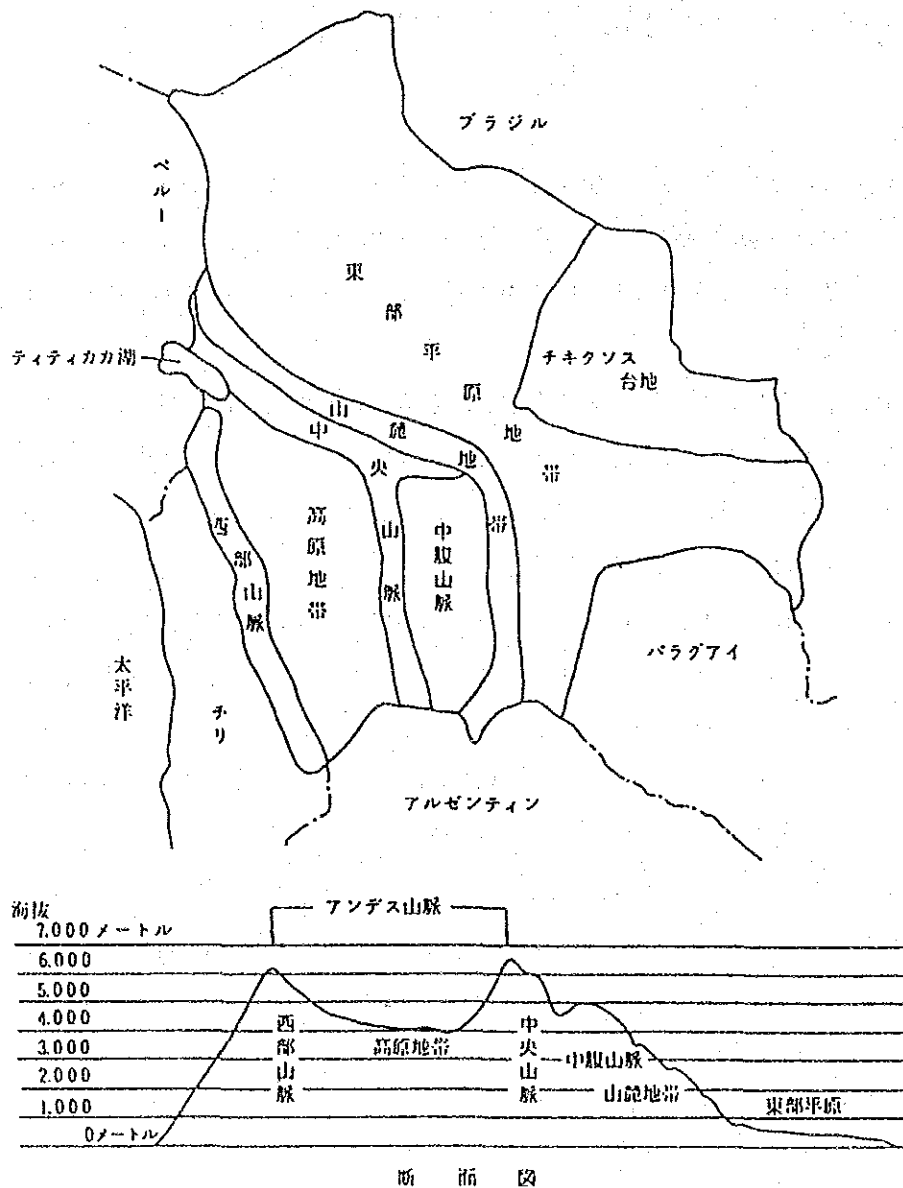 ブラジル
ペルー
東部平原地帯
ティティカカ湖
チキクソス
台地
山麓地帯
中央山脈
西部山脈
高原地帯
中腹山脈
パラグアイ
太平洋
チリ
アルゼンティン
海抜
アンデス山脈
7.000メートル
6.000
5.000
4.000
3.000
2.000
1,000
0メートル
西部山脈
高原地帯
中央山脈
中腹山脈
山麓地帯
東部平原
断面図